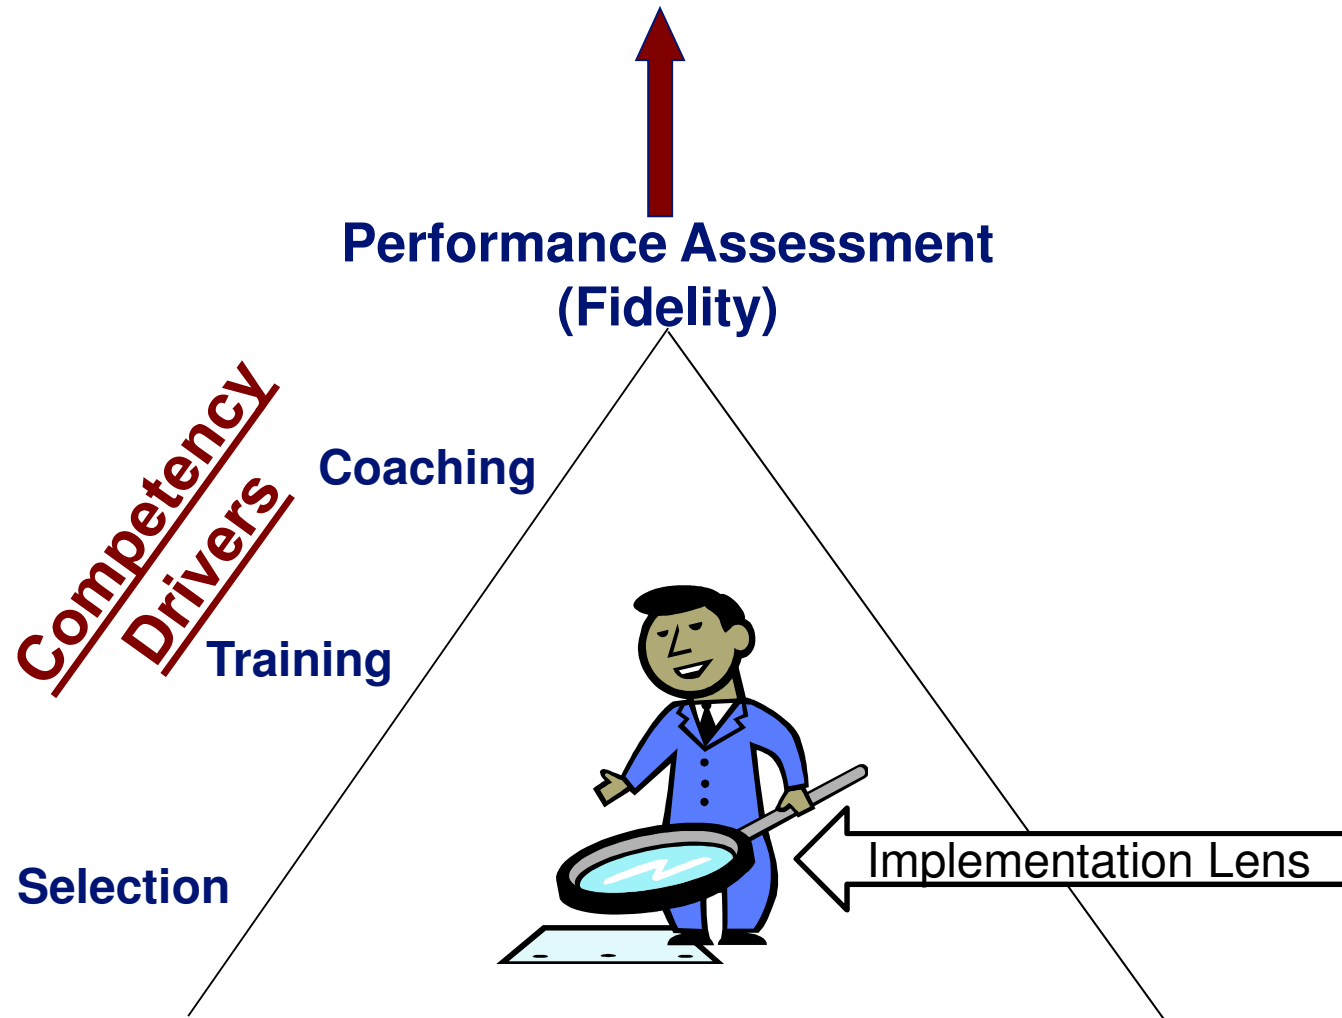 Performance Assessment
(Fidelity)
Competency
Drivers
Coaching
Training
Selection
Implementation Lens